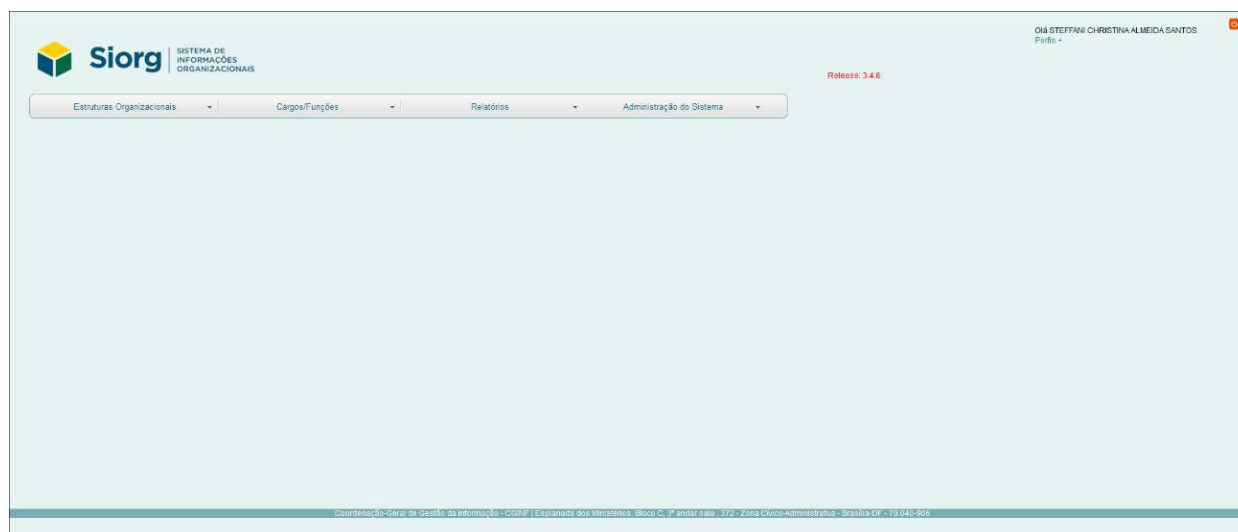 Olá STEFFANI CHRISTINA ALMEIDA SANTOS
Perfis +
Siorg
SISTEMA DE
INFORMAÇÕES
ORGANIZACIONAIS
Release: 3.4.8
Estruturas Organizacionais Cargos/Funções Relatórios Administração do Sistema
Coordenação-Geral de Gestão da Informação - CGINF | Esplanada dos Ministérios, Bloco C, 3º andar sala , 372 - Zona Cívico-Administrativa - Brasília-DF - 70.040-906